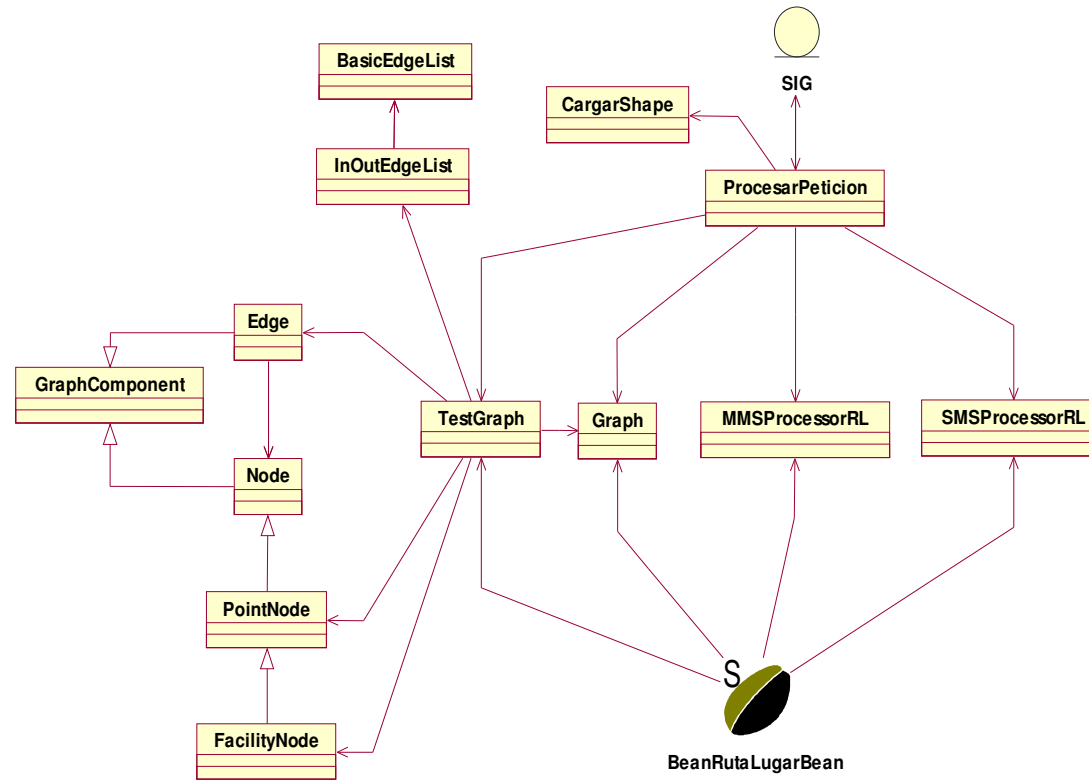 BasicEdgeList
SIG
CargarShape
InOutEdgeList
ProcesarPeticion
Edge
GraphComponent
TestGraph
Graph
MMSProcessorRL
SMSProcessorRL
Node
PointNode
S
FacilityNode
BeanRutaLugarBean